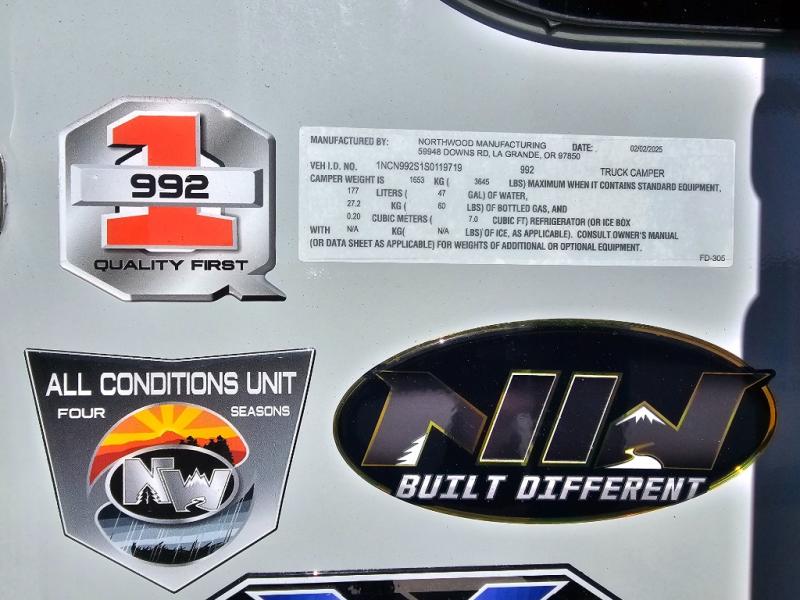 1
992
QUALITY FIRST
MANUFACTURED BY: NORTHWOOD MANUFACTURING DATE: 02/02/2025
59948 DOWNS RD, LA GRANDE, OR 97850
VEH I.D. NO. 1NCN992S1S0119719 992 TRUCK CAMPER
CAMPER WEIGHT IS 1653 KG ( 3645 LBS) MAXIMUM WHEN IT CONTAINS STANDARD EQUIPMENT,
177 LITERS ( 47 GAL) OF WATER,
27.2 KG ( 60 LBS) OF BOTTLED GAS, AND
0.20 CUBIC METERS ( 7.0 CUBIC FT) REFRIGERATOR (OR ICE BOX
WITH N/A KG( N/A LBS) OF ICE, AS APPLICABLE). CONSULT OWNER'S MANUAL
(OR DATA SHEET AS APPLICABLE) FOR WEIGHTS OF ADDITIONAL OR OPTIONAL EQUIPMENT.
FD-305
ALL CONDITIONS UNIT
FOUR SEASONS
NW
NW
BUILT DIFFERENT